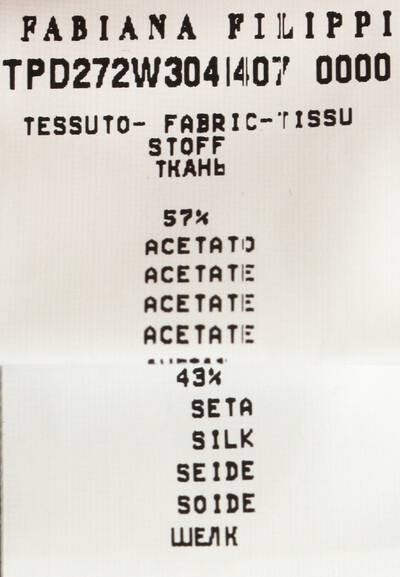 FABIANA FILIPPI
TPD272W304I407 0000
TESSUTO- FABRIC-TISSU
STOFF
ТКАНЬ
57%
ACETATO
ACETATE
ACETATE
ACETATE
43%
SETA
SILK
SEIDE
SOIDE
ШЕЛК